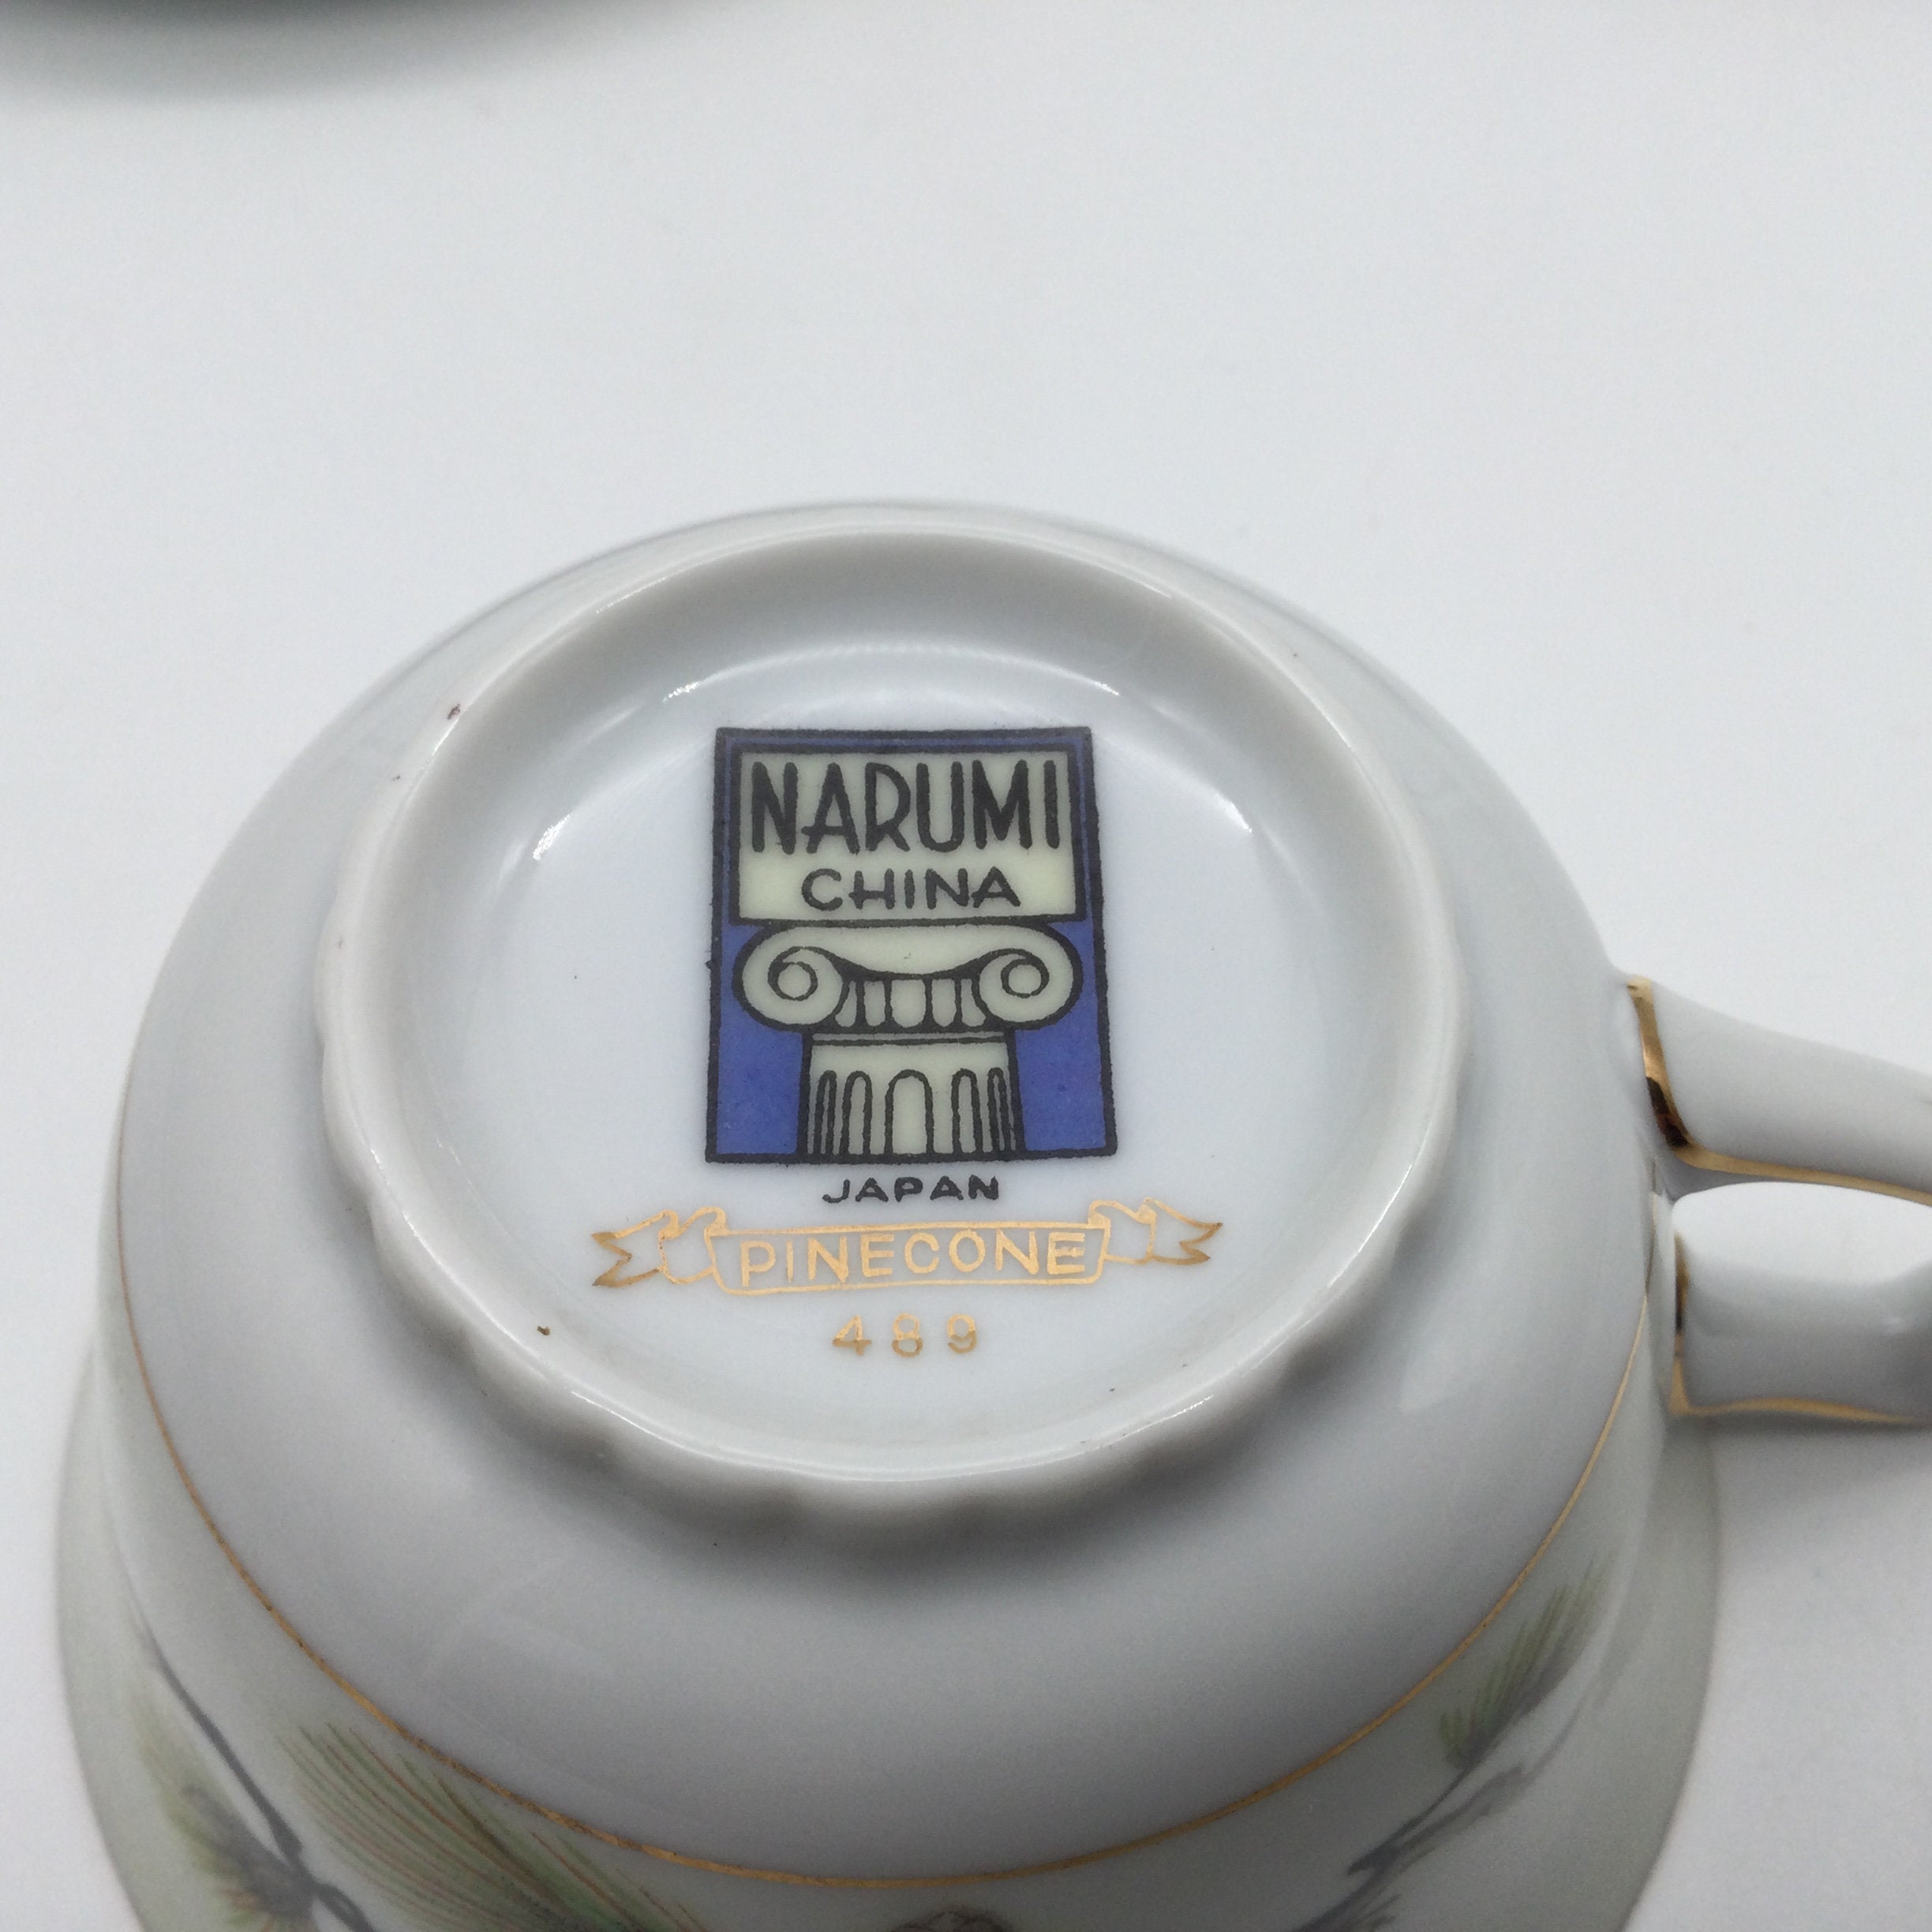 NARUMI
CHINA
JAPAN
PINECONE
489